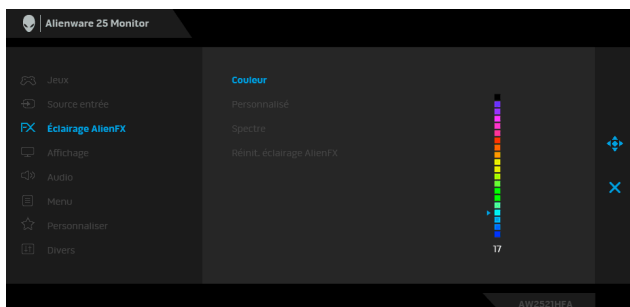 Alienware 25 Monitor
Jeux
Source entrée
FX Éclairage AlienFX
Affichage
Audio
Menu
Personnaliser
Divers
Couleur
Personnalisé
Spectre
Réinit. éclairage AlienFX
17
AW2521HFA